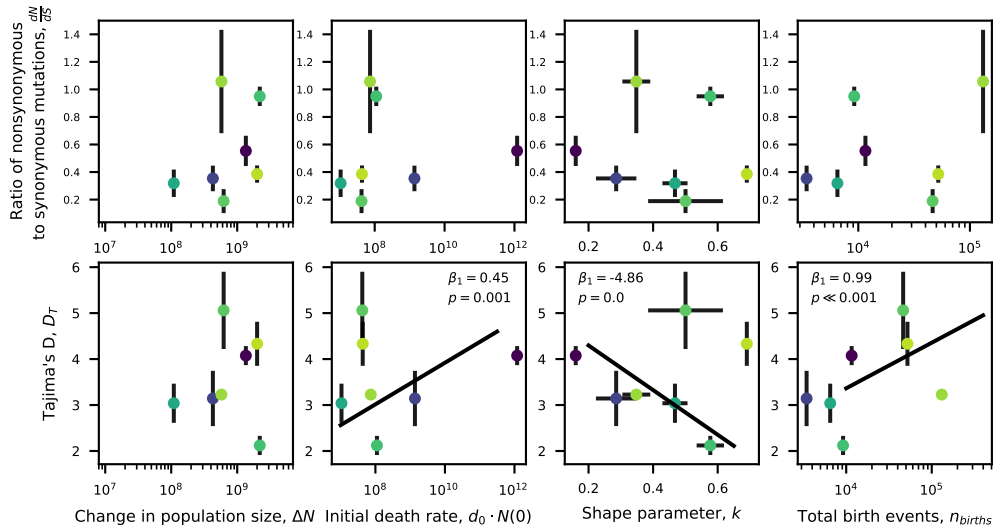 Ratio of nonsynonymous
to synonymous mutations, dN/dS
1.4
1.2
1.0
0.8
0.6
0.4
0.2
10^7 10^8 10^9
1.4
1.2
1.0
0.8
0.6
0.4
0.2
10^8 10^10 10^12
1.4
1.2
1.0
0.8
0.6
0.4
0.2
0.2 0.4 0.6
1.4
1.2
1.0
0.8
0.6
0.4
0.2
10^4 10^5
Tajima's D, D_T
6
5
4
3
2
10^7 10^8 10^9
Change in population size, ΔN
6
5
4
3
2
β₁ = 0.45
p = 0.001
10^8 10^10 10^12
Initial death rate, d₀ · N(0)
6
5
4
3
2
β₁ = -4.86
p = 0.0
0.2 0.4 0.6
Shape parameter, k
6
5
4
3
2
β₁ = 0.99
p ≪ 0.001
10^4 10^5
Total birth events, n_births